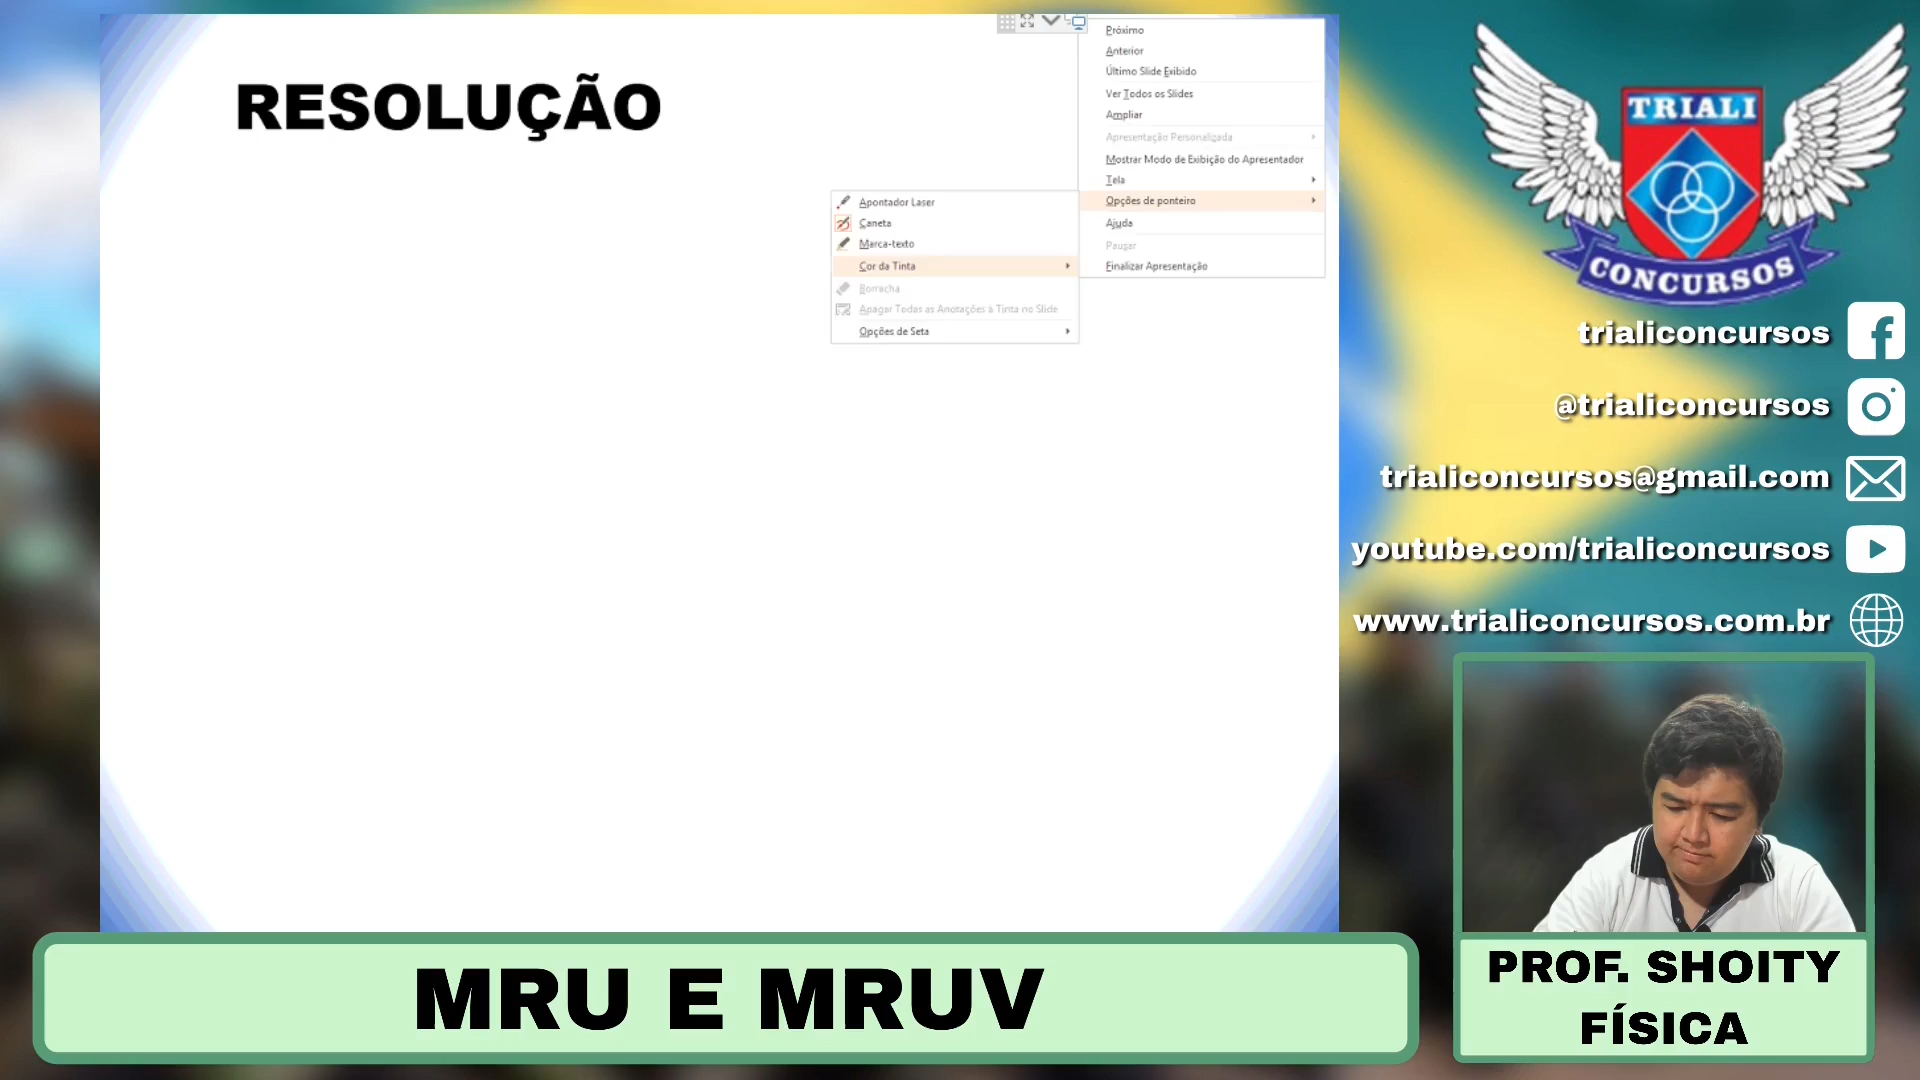 RESOLUÇÃO
Próximo
Anterior
Último Slide Exibido
Ver Todos os Slides
Ampliar
Apresentação Personalizada
Mostrar Modo de Exibição do Apresentador
Tela
Opções de ponteiro
Ajuda
Pausar
Finalizar Apresentação
Apontador Laser
Caneta
Marca-texto
Cor da Tinta
Borracha
Apagar Todas as Anotações à Tinta no Slide
Opções de Seta
TRIALI
CONCURSOS
trialiconcursos
@trialiconcursos
trialiconcursos@gmail.com
youtube.com/trialiconcursos
www.trialiconcursos.com.br
MRU E MRUV
PROF. SHOITY
FÍSICA